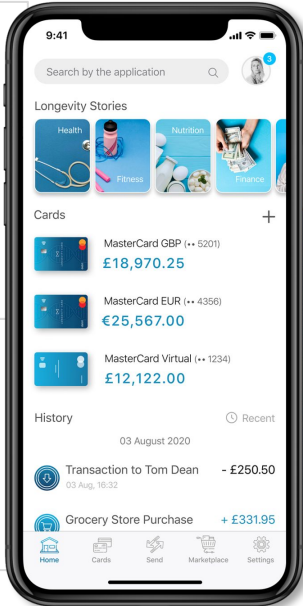 9:41
3
Search by the application
Longevity Stories
Health
Fitness
Nutrition
Finance
Cards
MasterCard GBP (•• 5201)
£18,970.25
MasterCard EUR (•• 4356)
€25,567.00
MasterCard Virtual (•• 1234)
£12,122.00
History
Recent
03 August 2020
Transaction to Tom Dean - £250.50
03 Aug, 16:32
Grocery Store Purchase + £331.95
Home Cards Send Marketplace Settings